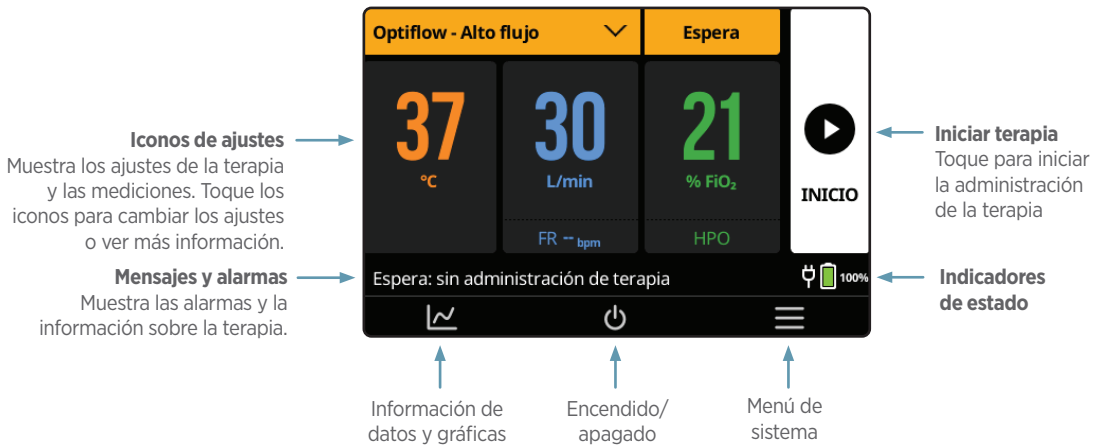 Optiflow - Alto flujo
Espera
37
°C
30
L/min
FR -- bpm
21
% FiO₂
HPO
INICIO
Espera: sin administración de terapia
100%
Iconos de ajustes
Muestra los ajustes de la terapia
y las mediciones. Toque los
iconos para cambiar los ajustes
o ver más información.
Mensajes y alarmas
Muestra las alarmas y la
información sobre la terapia.
Iniciar terapia
Toque para iniciar
la administración
de la terapia
Indicadores
de estado
Información de
datos y gráficas
Encendido/
apagado
Menú de
sistema